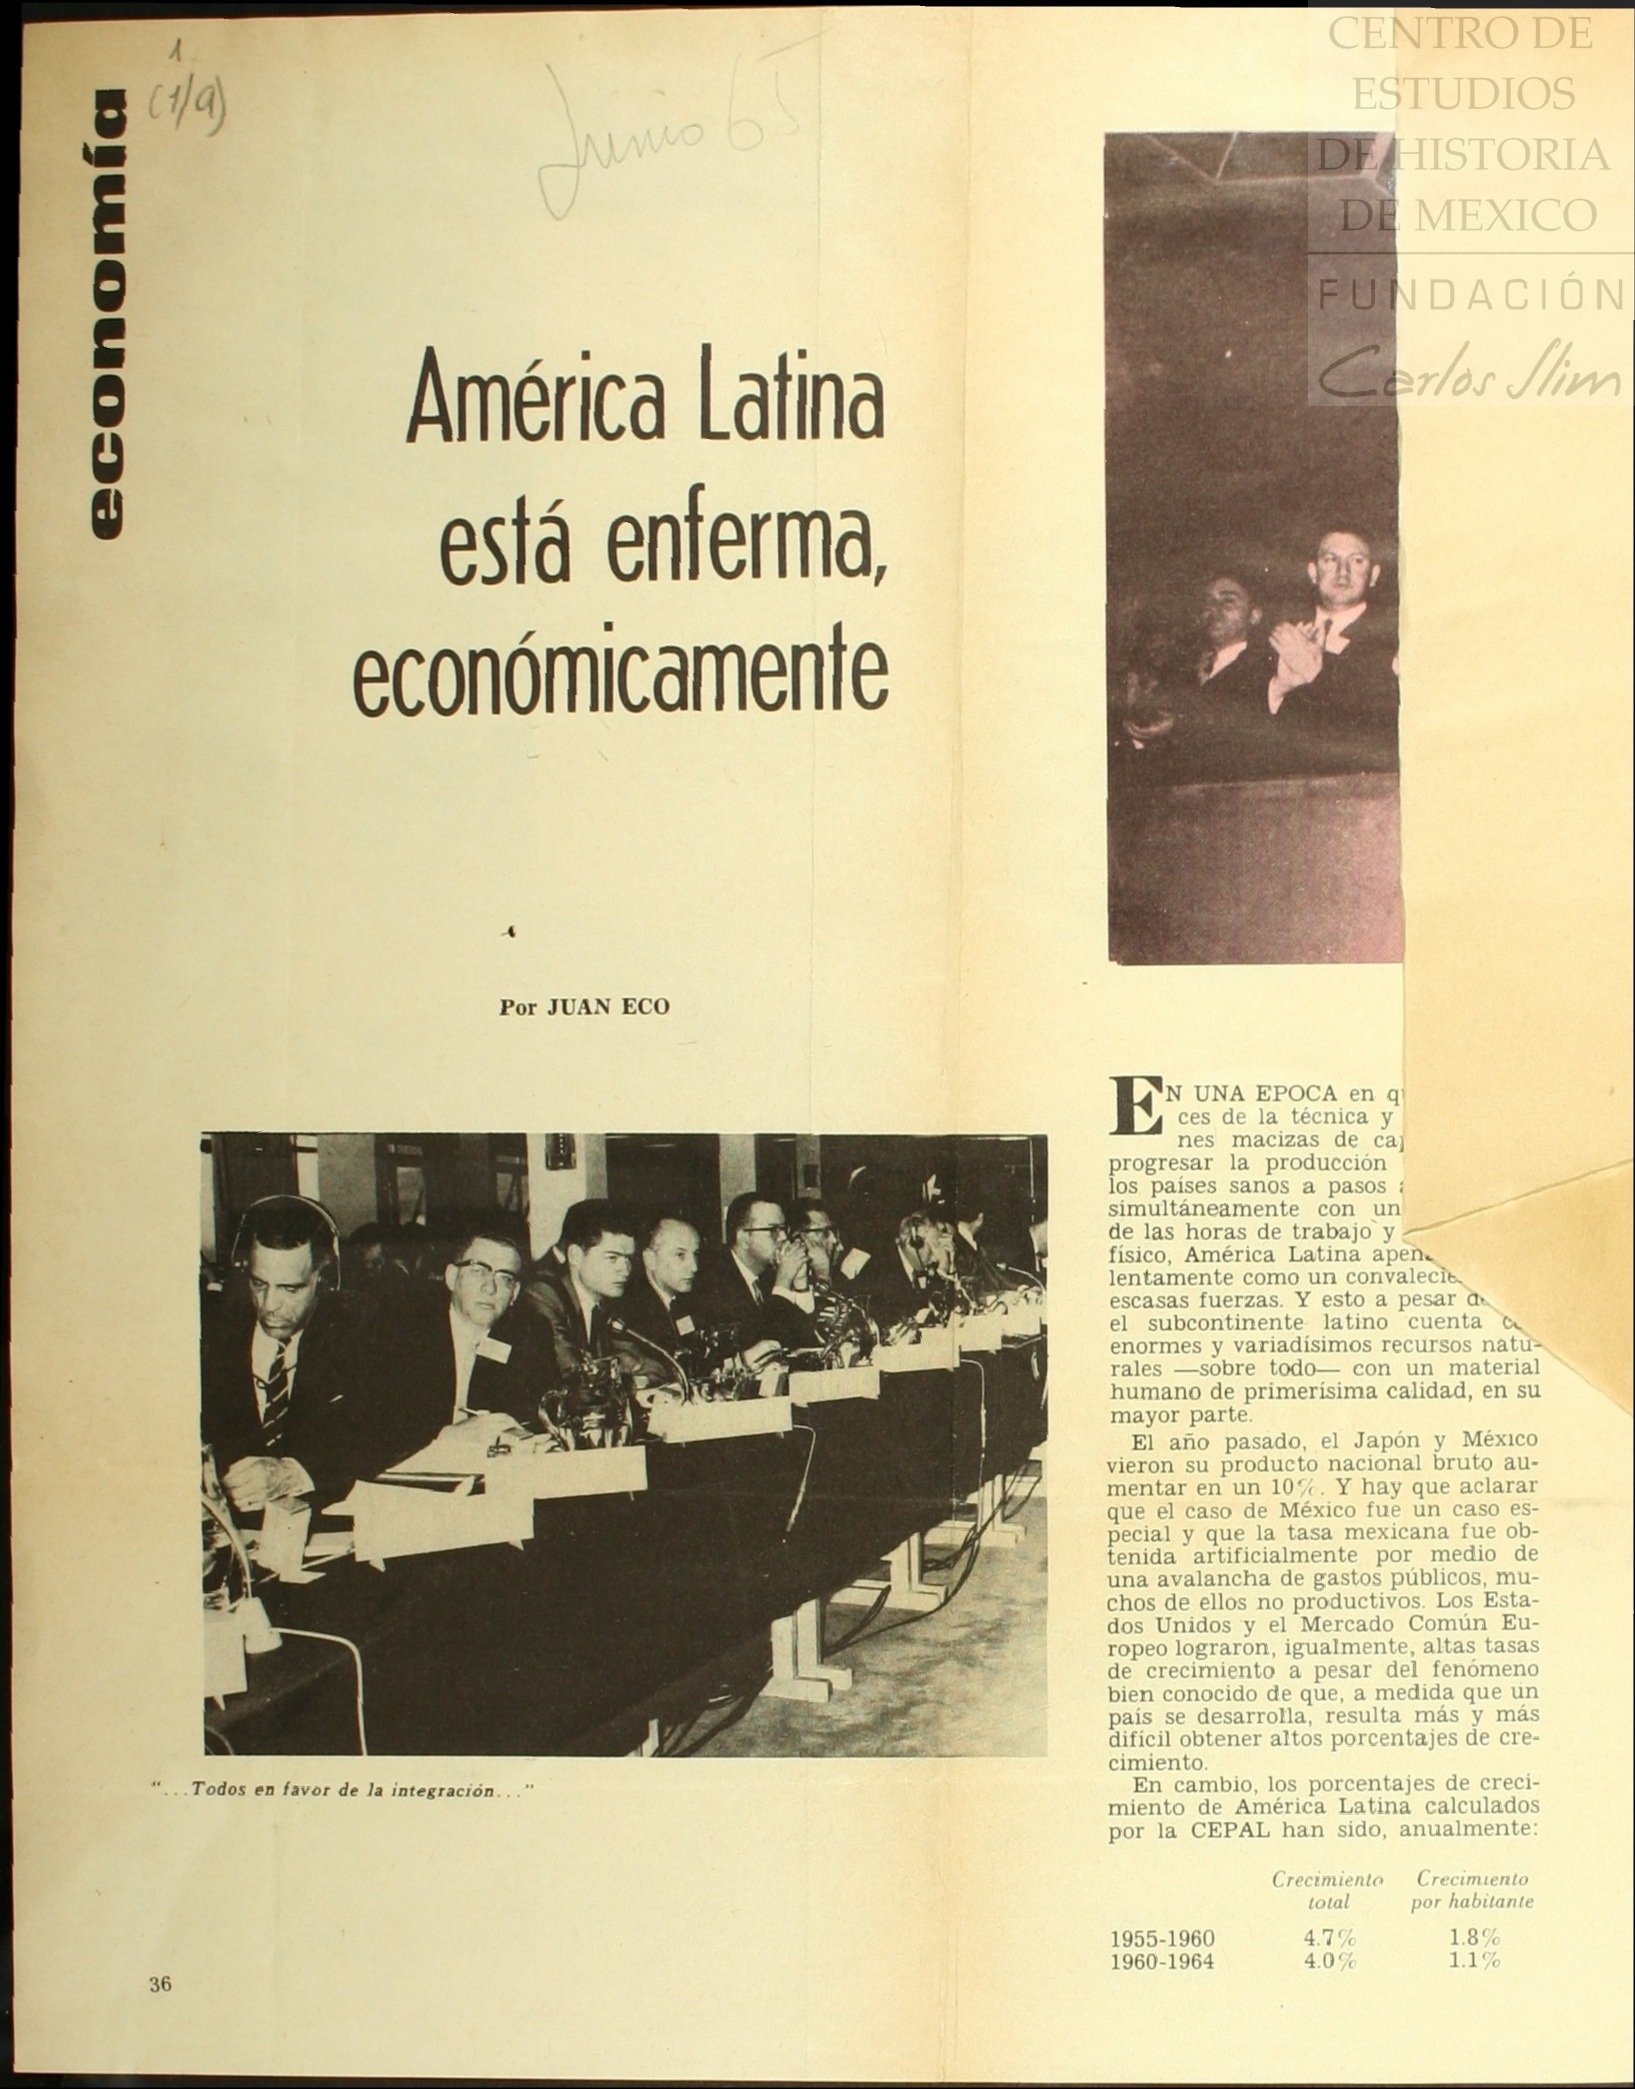 1
(1/a)
Junio 65
CENTRO DE
ESTUDIOS
DE HISTORIA
DE MEXICO
FUNDACIÓN
Carlos Slim
economía
América Latina
está enferma,
económicamente
Por JUAN ECO
"...Todos en favor de la integración..."
EN UNA EPOCA en
ces de la técnica y
nes macizas de
progresar la producción
los países sanos a pasos
simultáneamente con un
de las horas de trabajo y
físico, América Latina
lentamente como un
escasas fuerzas. Y esto a pesar
el subcontinente latino cuenta
enormes y variadísimos recursos natu-
rales —sobre todo— con un material
humano de primerísima calidad, en su
mayor parte.
El año pasado, el Japón y México
vieron su producto nacional bruto au-
mentar en un 10%. Y hay que aclarar
que el caso de México fue un caso es-
pecial y que la tasa mexicana fue ob-
tenida artificialmente por medio de
una avalancha de gastos públicos, mu-
chos de ellos no productivos. Los Esta-
dos Unidos y el Mercado Común Eu-
ropeo lograron, igualmente, altas tasas
de crecimiento a pesar del fenómeno
bien conocido de que, a medida que un
país se desarrolla, resulta más y más
difícil obtener altos porcentajes de cre-
cimiento.
En cambio, los porcentajes de creci-
miento de América Latina calculados
por la CEPAL han sido, anualmente:
Crecimiento Crecimiento
total por habitante
1955-1960 4.7% 1.8%
1960-1964 4.0% 1.1%
36